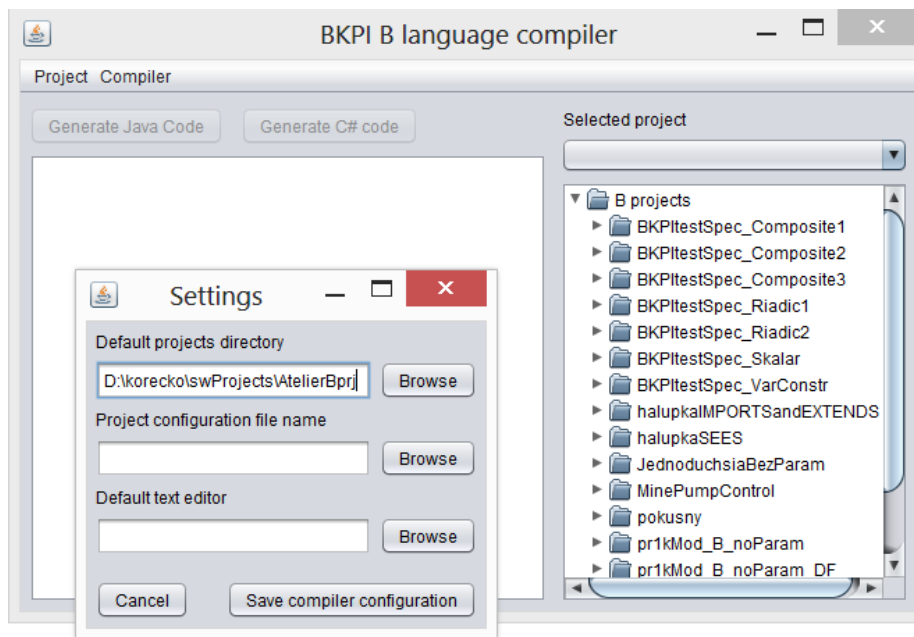 BKPI B language compiler
Project Compiler
Generate Java Code
Generate C# code
Selected project
B projects
BKPItestSpec_Composite1
BKPItestSpec_Composite2
BKPItestSpec_Composite3
BKPItestSpec_Riadic1
BKPItestSpec_Riadic2
BKPItestSpec_Skalar
BKPItestSpec_VarConstr
halupkaIMPORTSandEXTENDS
halupkaSEES
JednoduchsiaBezParam
MinePumpControl
pokusny
pr1kMod_B_noParam
pr1kMod_B_noParam_DF
Settings
Default projects directory
D:\korecko\swProjects\AtelierBprj
Browse
Project configuration file name
Browse
Default text editor
Browse
Cancel
Save compiler configuration